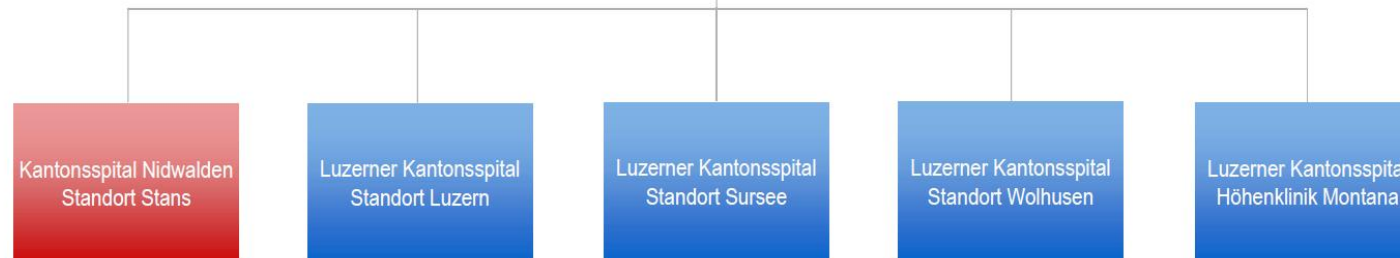 Kantonsspital Nidwalden
Standort Stans
Luzerner Kantonsspital
Standort Luzern
Luzerner Kantonsspital
Standort Sursee
Luzerner Kantonsspital
Standort Wolhusen
Luzerner Kantonsspita
Höhenklinik Montana